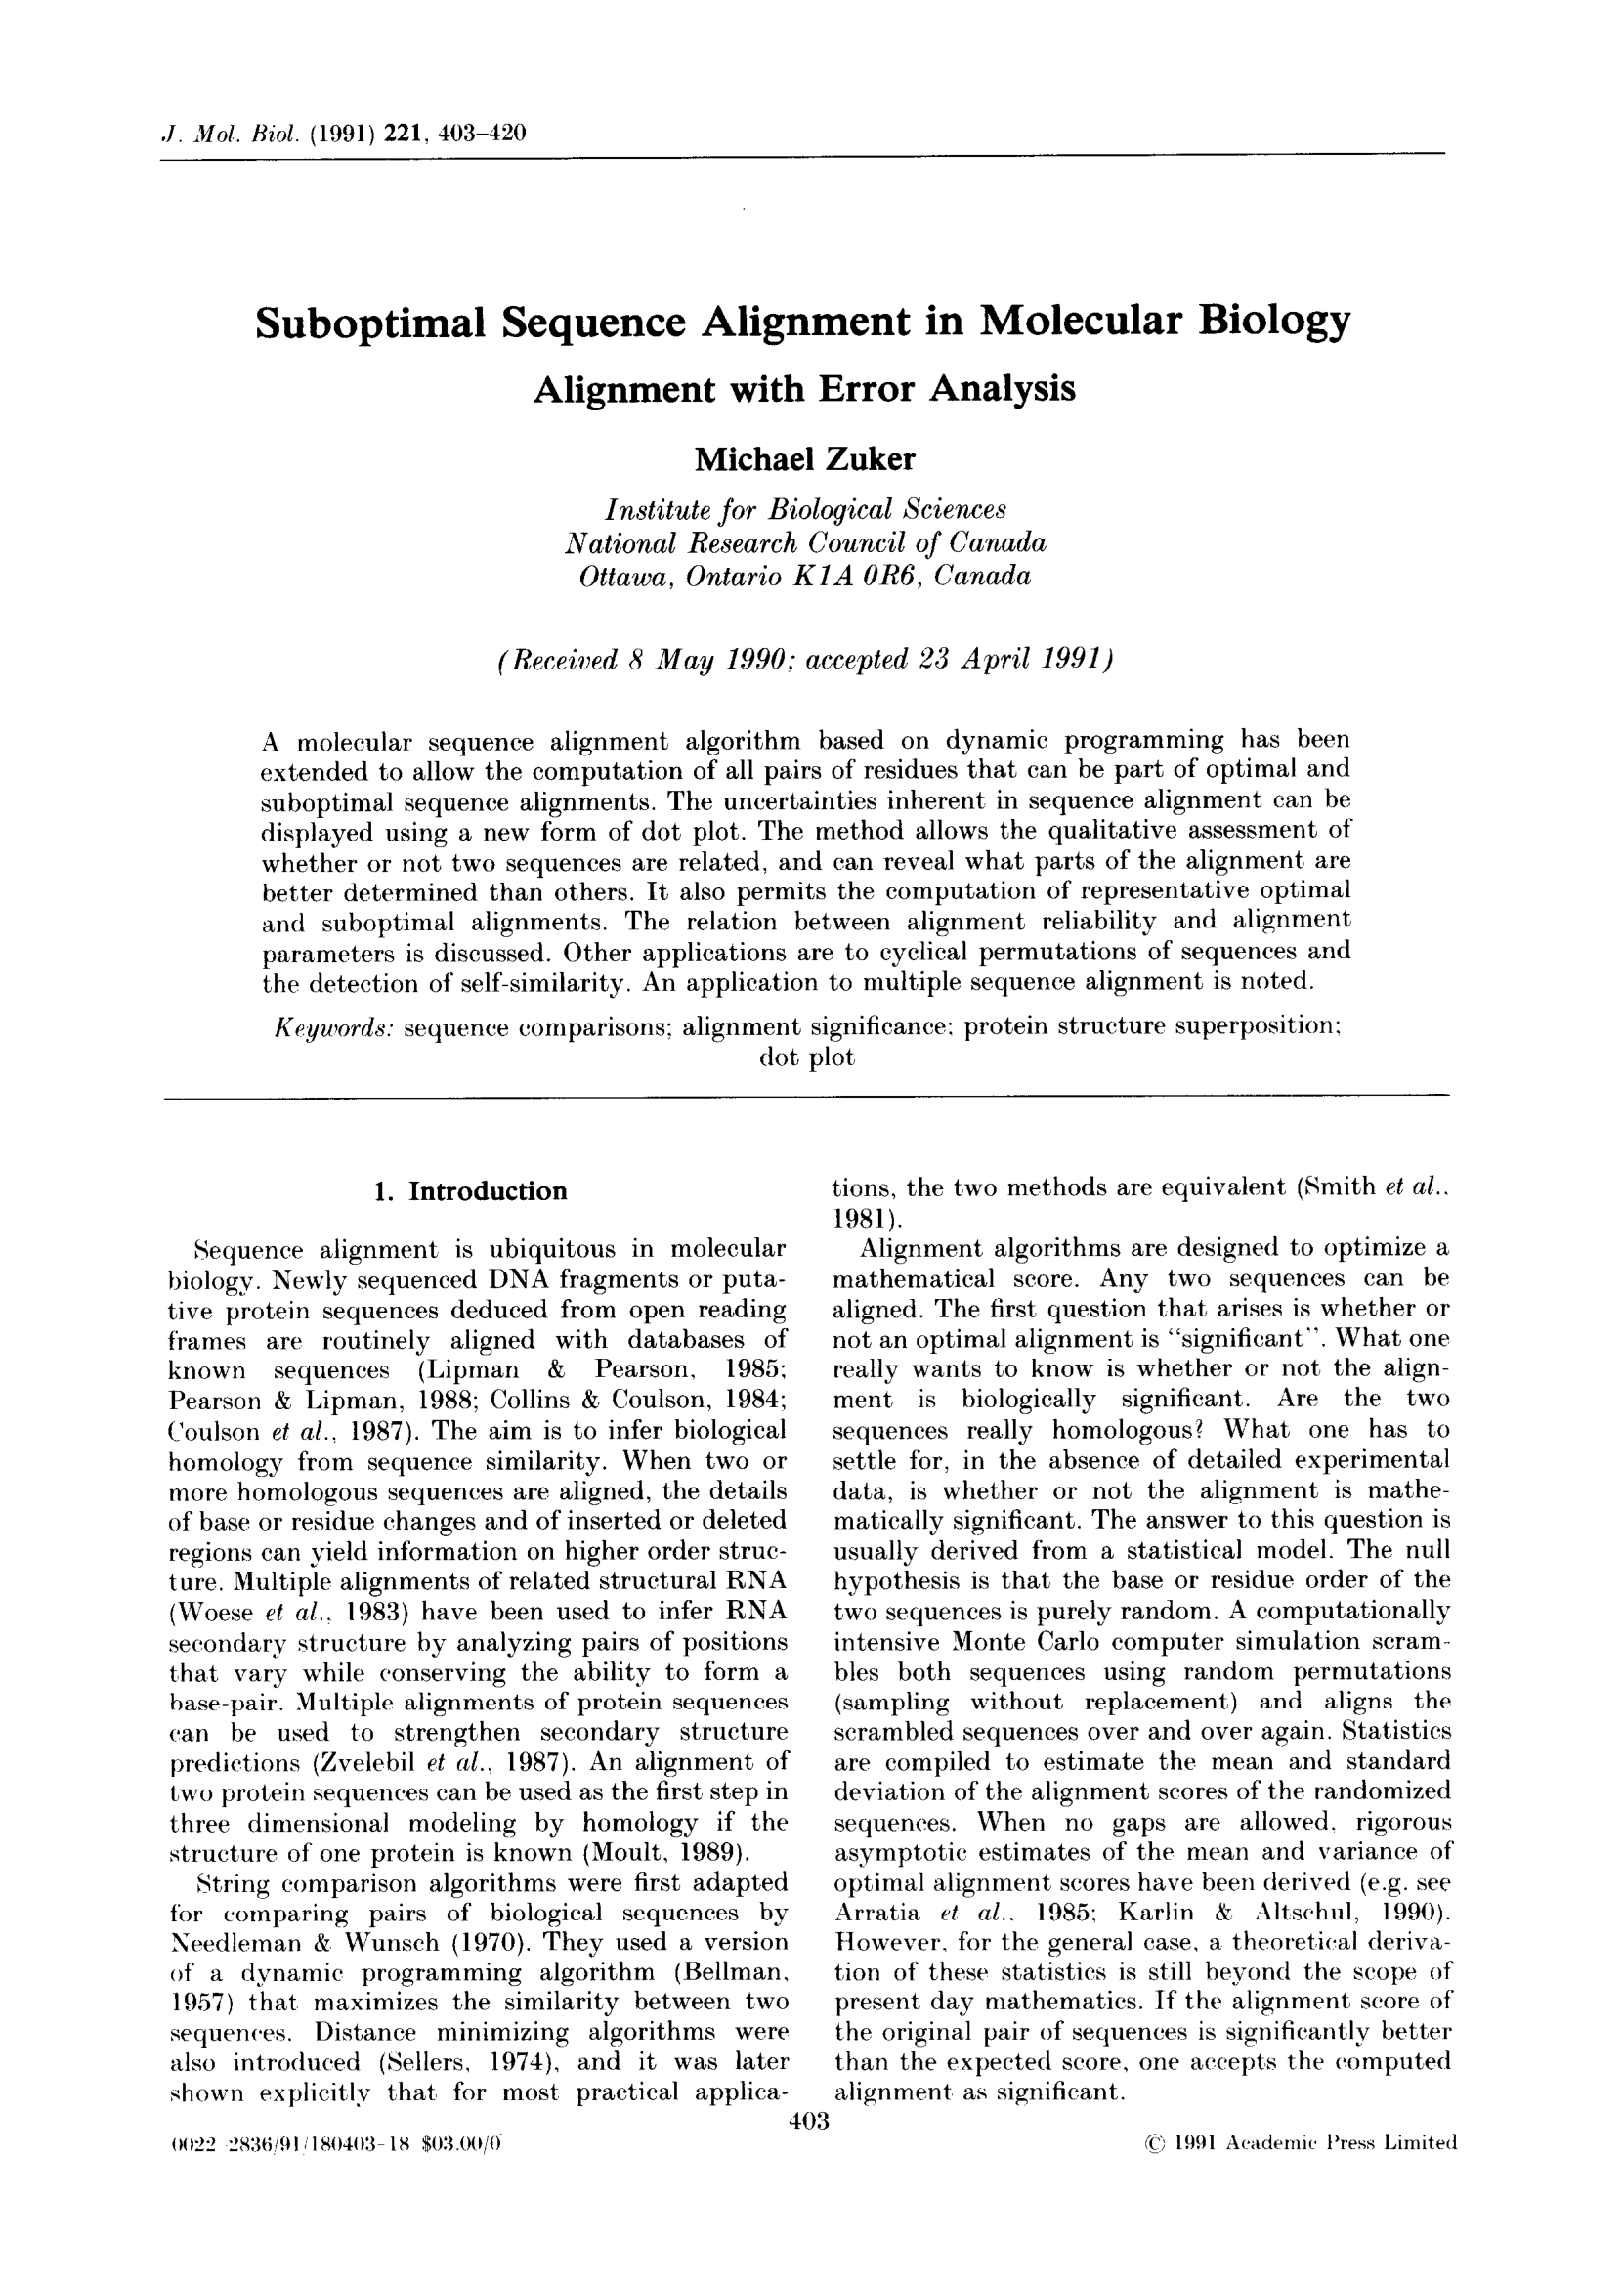 J. Mol. Biol. (1991) 221, 403–420
Suboptimal Sequence Alignment in Molecular Biology
Alignment with Error Analysis
Michael Zuker
Institute for Biological Sciences
National Research Council of Canada
Ottawa, Ontario K1A 0R6, Canada
(Received 8 May 1990; accepted 23 April 1991)
A molecular sequence alignment algorithm based on dynamic programming has been
extended to allow the computation of all pairs of residues that can be part of optimal and
suboptimal sequence alignments. The uncertainties inherent in sequence alignment can be
displayed using a new form of dot plot. The method allows the qualitative assessment of
whether or not two sequences are related, and can reveal what parts of the alignment are
better determined than others. It also permits the computation of representative optimal
and suboptimal alignments. The relation between alignment reliability and alignment
parameters is discussed. Other applications are to cyclical permutations of sequences and
the detection of self-similarity. An application to multiple sequence alignment is noted.
Keywords: sequence comparisons; alignment significance; protein structure superposition;
dot plot
1. Introduction
Sequence alignment is ubiquitous in molecular
biology. Newly sequenced DNA fragments or puta-
tive protein sequences deduced from open reading
frames are routinely aligned with databases of
known sequences (Lipman & Pearson, 1985;
Pearson & Lipman, 1988; Collins & Coulson, 1984;
Coulson et al., 1987). The aim is to infer biological
homology from sequence similarity. When two or
more homologous sequences are aligned, the details
of base or residue changes and of inserted or deleted
regions can yield information on higher order struc-
ture. Multiple alignments of related structural RNA
(Woese et al., 1983) have been used to infer RNA
secondary structure by analyzing pairs of positions
that vary while conserving the ability to form a
base-pair. Multiple alignments of protein sequences
can be used to strengthen secondary structure
predictions (Zvelebil et al., 1987). An alignment of
two protein sequences can be used as the first step in
three dimensional modeling by homology if the
structure of one protein is known (Moult, 1989).
String comparison algorithms were first adapted
for comparing pairs of biological sequences by
Needleman & Wunsch (1970). They used a version
of a dynamic programming algorithm (Bellman,
1957) that maximizes the similarity between two
sequences. Distance minimizing algorithms were
also introduced (Sellers, 1974), and it was later
shown explicitly that for most practical applica-
tions, the two methods are equivalent (Smith et al.,
1981).
Alignment algorithms are designed to optimize a
mathematical score. Any two sequences can be
aligned. The first question that arises is whether or
not an optimal alignment is “significant”. What one
really wants to know is whether or not the align-
ment is biologically significant. Are the two
sequences really homologous? What one has to
settle for, in the absence of detailed experimental
data, is whether or not the alignment is mathe-
matically significant. The answer to this question is
usually derived from a statistical model. The null
hypothesis is that the base or residue order of the
two sequences is purely random. A computationally
intensive Monte Carlo computer simulation scram-
bles both sequences using random permutations
(sampling without replacement) and aligns the
scrambled sequences over and over again. Statistics
are compiled to estimate the mean and standard
deviation of the alignment scores of the randomized
sequences. When no gaps are allowed, rigorous
asymptotic estimates of the mean and variance of
optimal alignment scores have been derived (e.g. see
Arratia et al., 1985; Karlin & Altschul, 1990).
However, for the general case, a theoretical deriva-
tion of these statistics is still beyond the scope of
present day mathematics. If the alignment score of
the original pair of sequences is significantly better
than the expected score, one accepts the computed
alignment as significant.
403
0022–2836/91/180403–18 $03.00/0
© 1991 Academic Press Limited